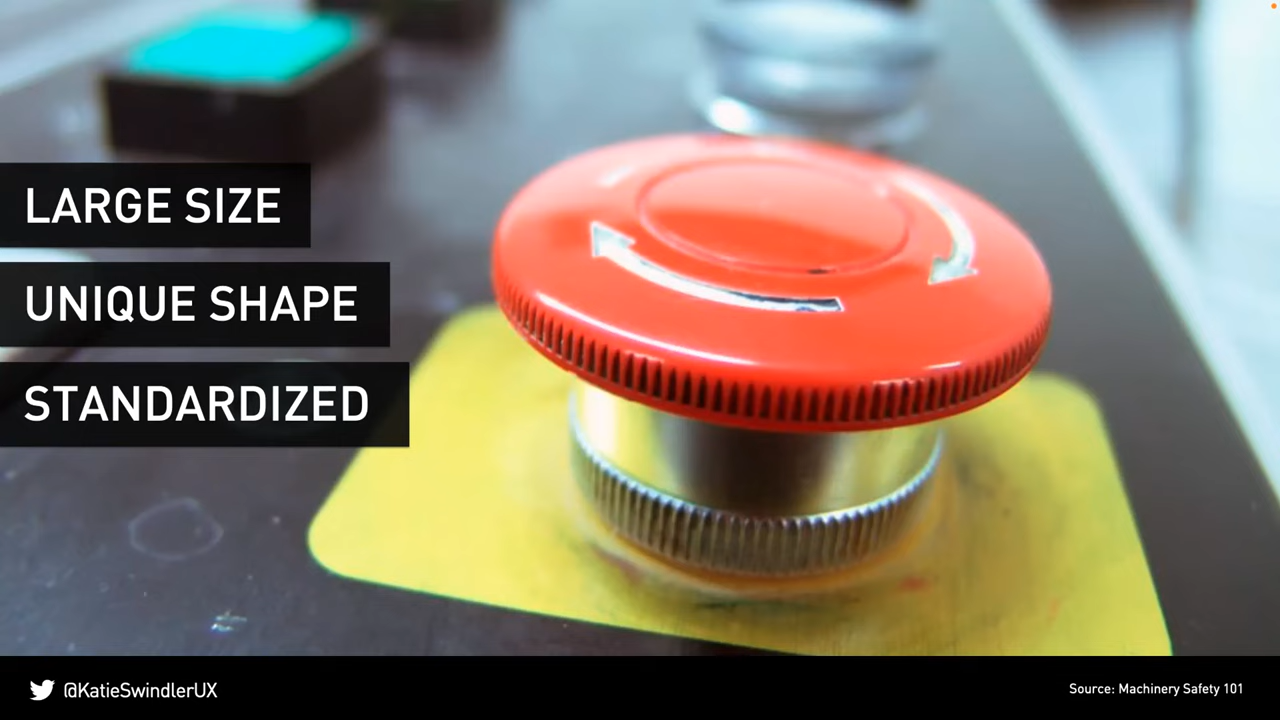 LARGE SIZE
UNIQUE SHAPE
STANDARDIZED
@KatieSwindlerUX
Source: Machinery Safety 101